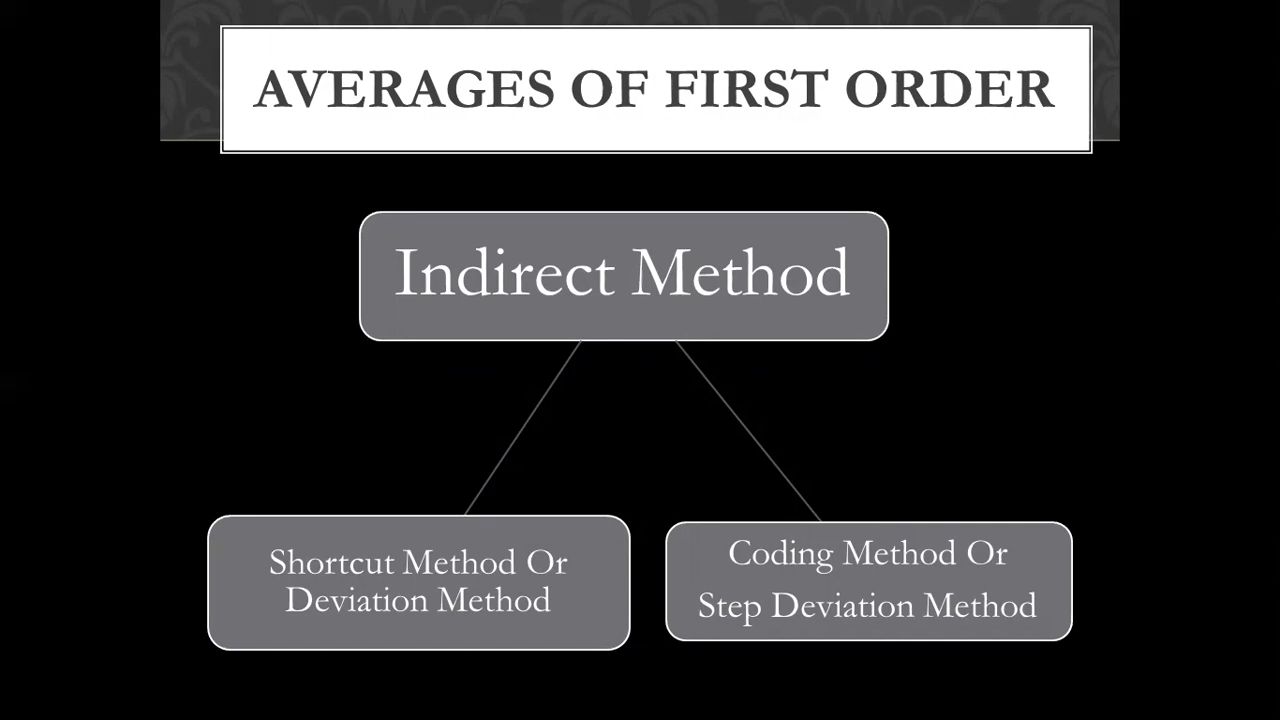 AVERAGES OF FIRST ORDER
Indirect Method
Shortcut Method Or
Deviation Method
Coding Method Or
Step Deviation Method